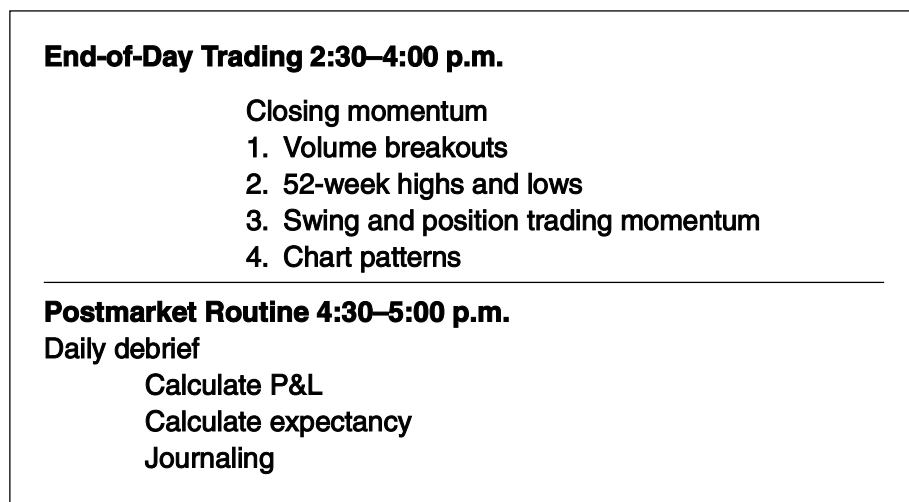 End-of-Day Trading 2:30–4:00 p.m.
Closing momentum
1. Volume breakouts
2. 52-week highs and lows
3. Swing and position trading momentum
4. Chart patterns
Postmarket Routine 4:30–5:00 p.m.
Daily debrief
Calculate P&L
Calculate expectancy
Journaling